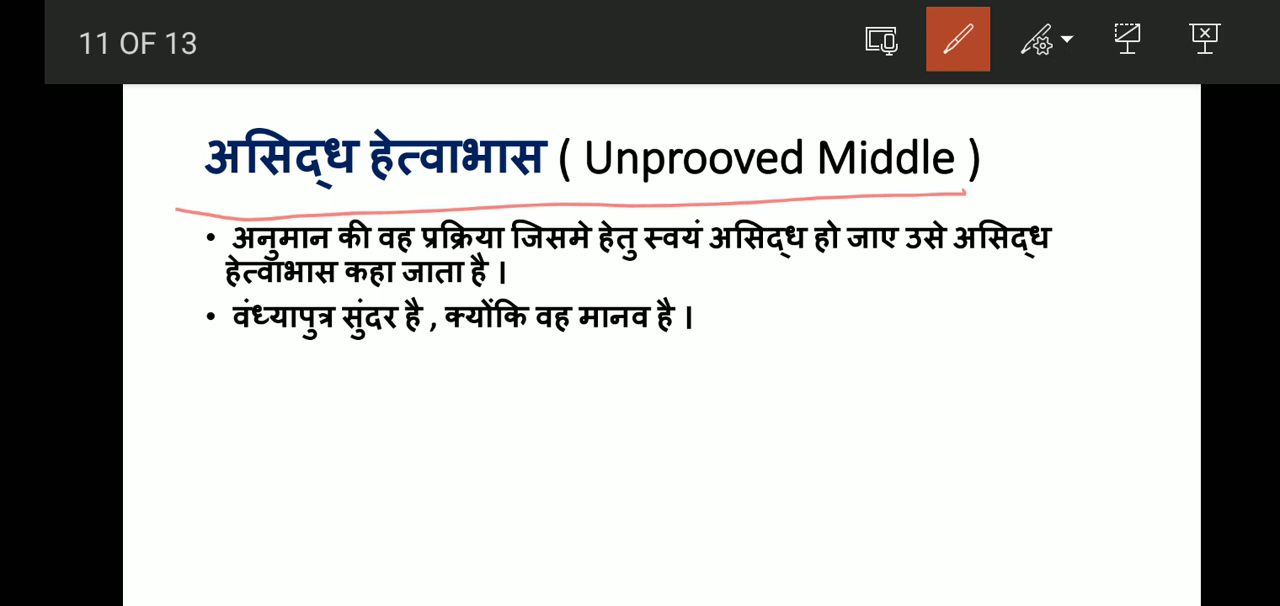 11 OF 13
असिद्ध हेत्वाभास ( Unprooved Middle )
• अनुमान की वह प्रक्रिया जिसमे हेतु स्वयं असिद्ध हो जाए उसे असिद्ध
हेत्वाभास कहा जाता है ।
• वंध्यापुत्र सुंदर है , क्योंकि वह मानव है ।